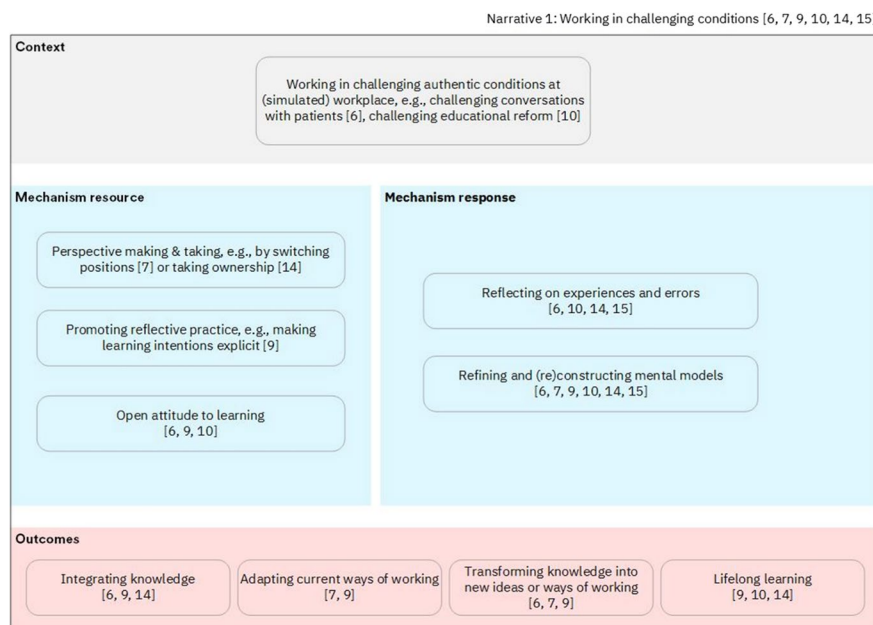 Narrative 1: Working in challenging conditions [6, 7, 9, 10, 14, 15]
Context
Working in challenging authentic conditions at
(simulated) workplace, e.g., challenging conversations
with patients [6], challenging educational reform [10]
Mechanism resource
Perspective making & taking, e.g., by switching
positions [7] or taking ownership [14]
Promoting reflective practice, e.g., making
learning intentions explicit [9]
Open attitude to learning
[6, 9, 10]
Mechanism response
Reflecting on experiences and errors
[6, 10, 14, 15]
Refining and (re)constructing mental models
[6, 7, 9, 10, 14, 15]
Outcomes
Integrating knowledge
[6, 9, 14]
Adapting current ways of working
[7, 9]
Transforming knowledge into
new ideas or ways of working
[6, 7, 9]
Lifelong learning
[9, 10, 14]